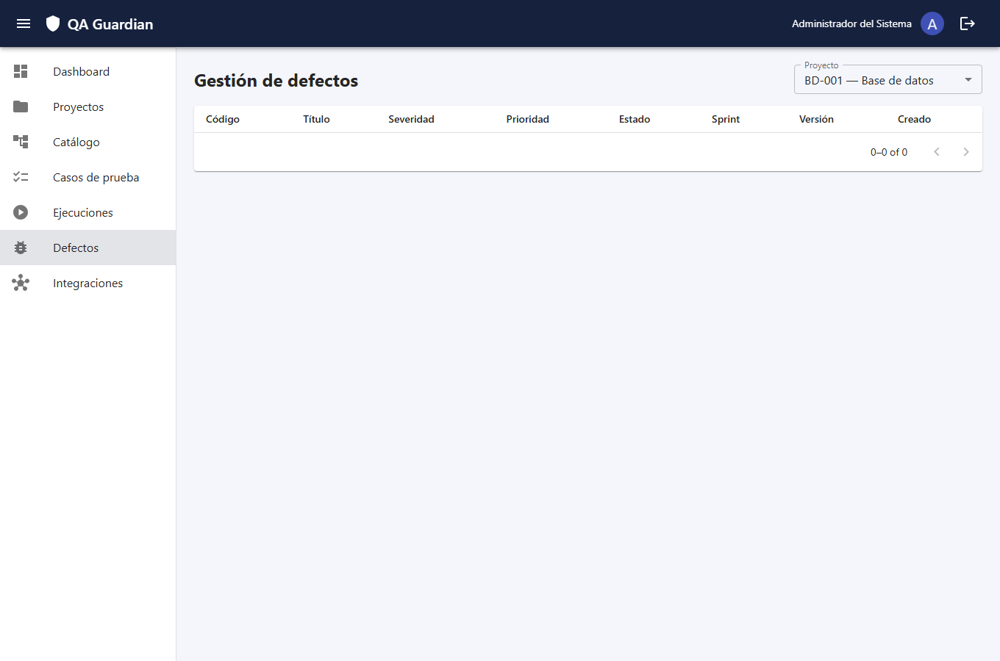 QA Guardian
Administrador del Sistema
A
Dashboard
Proyectos
Catálogo
Casos de prueba
Ejecuciones
Defectos
Integraciones
Gestión de defectos
Proyecto
BD-001 — Base de datos
Código Título Severidad Prioridad Estado Sprint Versión Creado
0–0 of 0